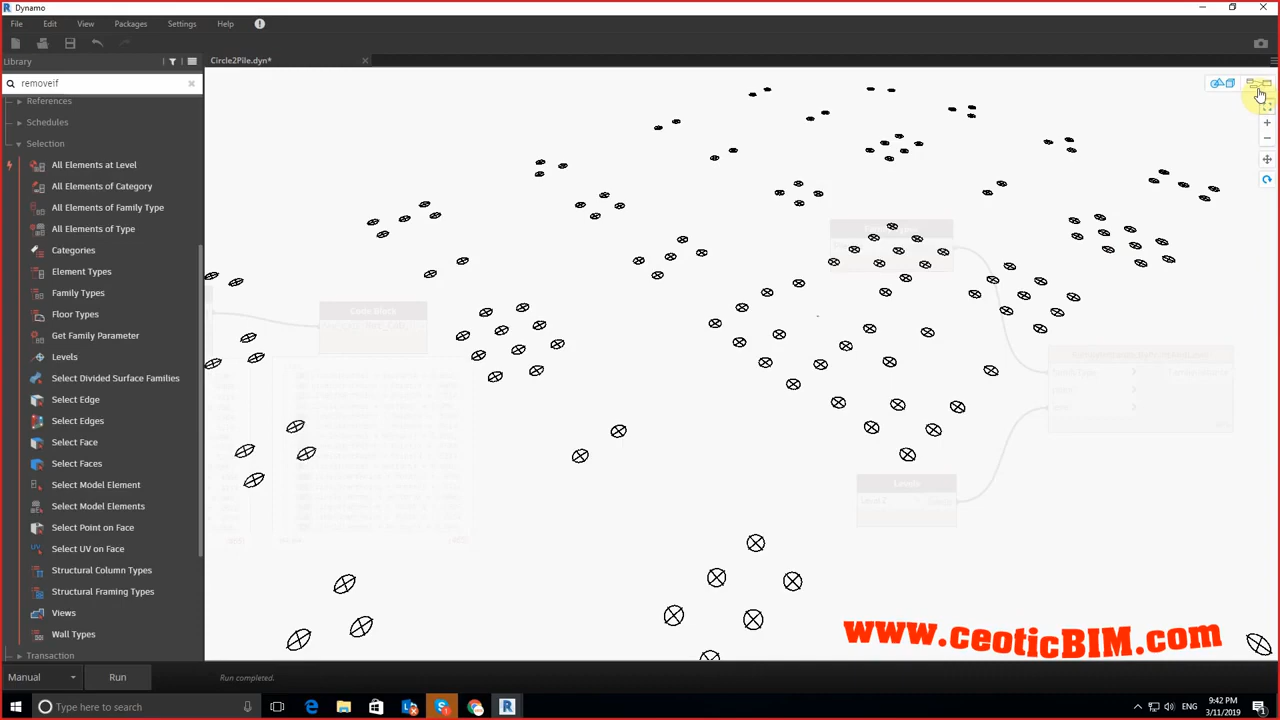 Dynamo
File Edit View Packages Settings Help
Library
Circle2Pile.dyn*
removeif
References
Schedules
Selection
All Elements at Level
All Elements of Category
All Elements of Family Type
All Elements of Type
Categories
Element Types
Family Types
Floor Types
Get Family Parameter
Levels
Select Divided Surface Families
Select Edge
Select Edges
Select Face
Select Faces
Select Model Element
Select Model Elements
Select Point on Face
Select UV on Face
Structural Column Types
Structural Framing Types
Views
Wall Types
Transaction
Code Block
Levels
www.ceoticBIM.com
Manual
Run
Run completed.
Type here to search
ENG
9:42 PM
3/11/2019